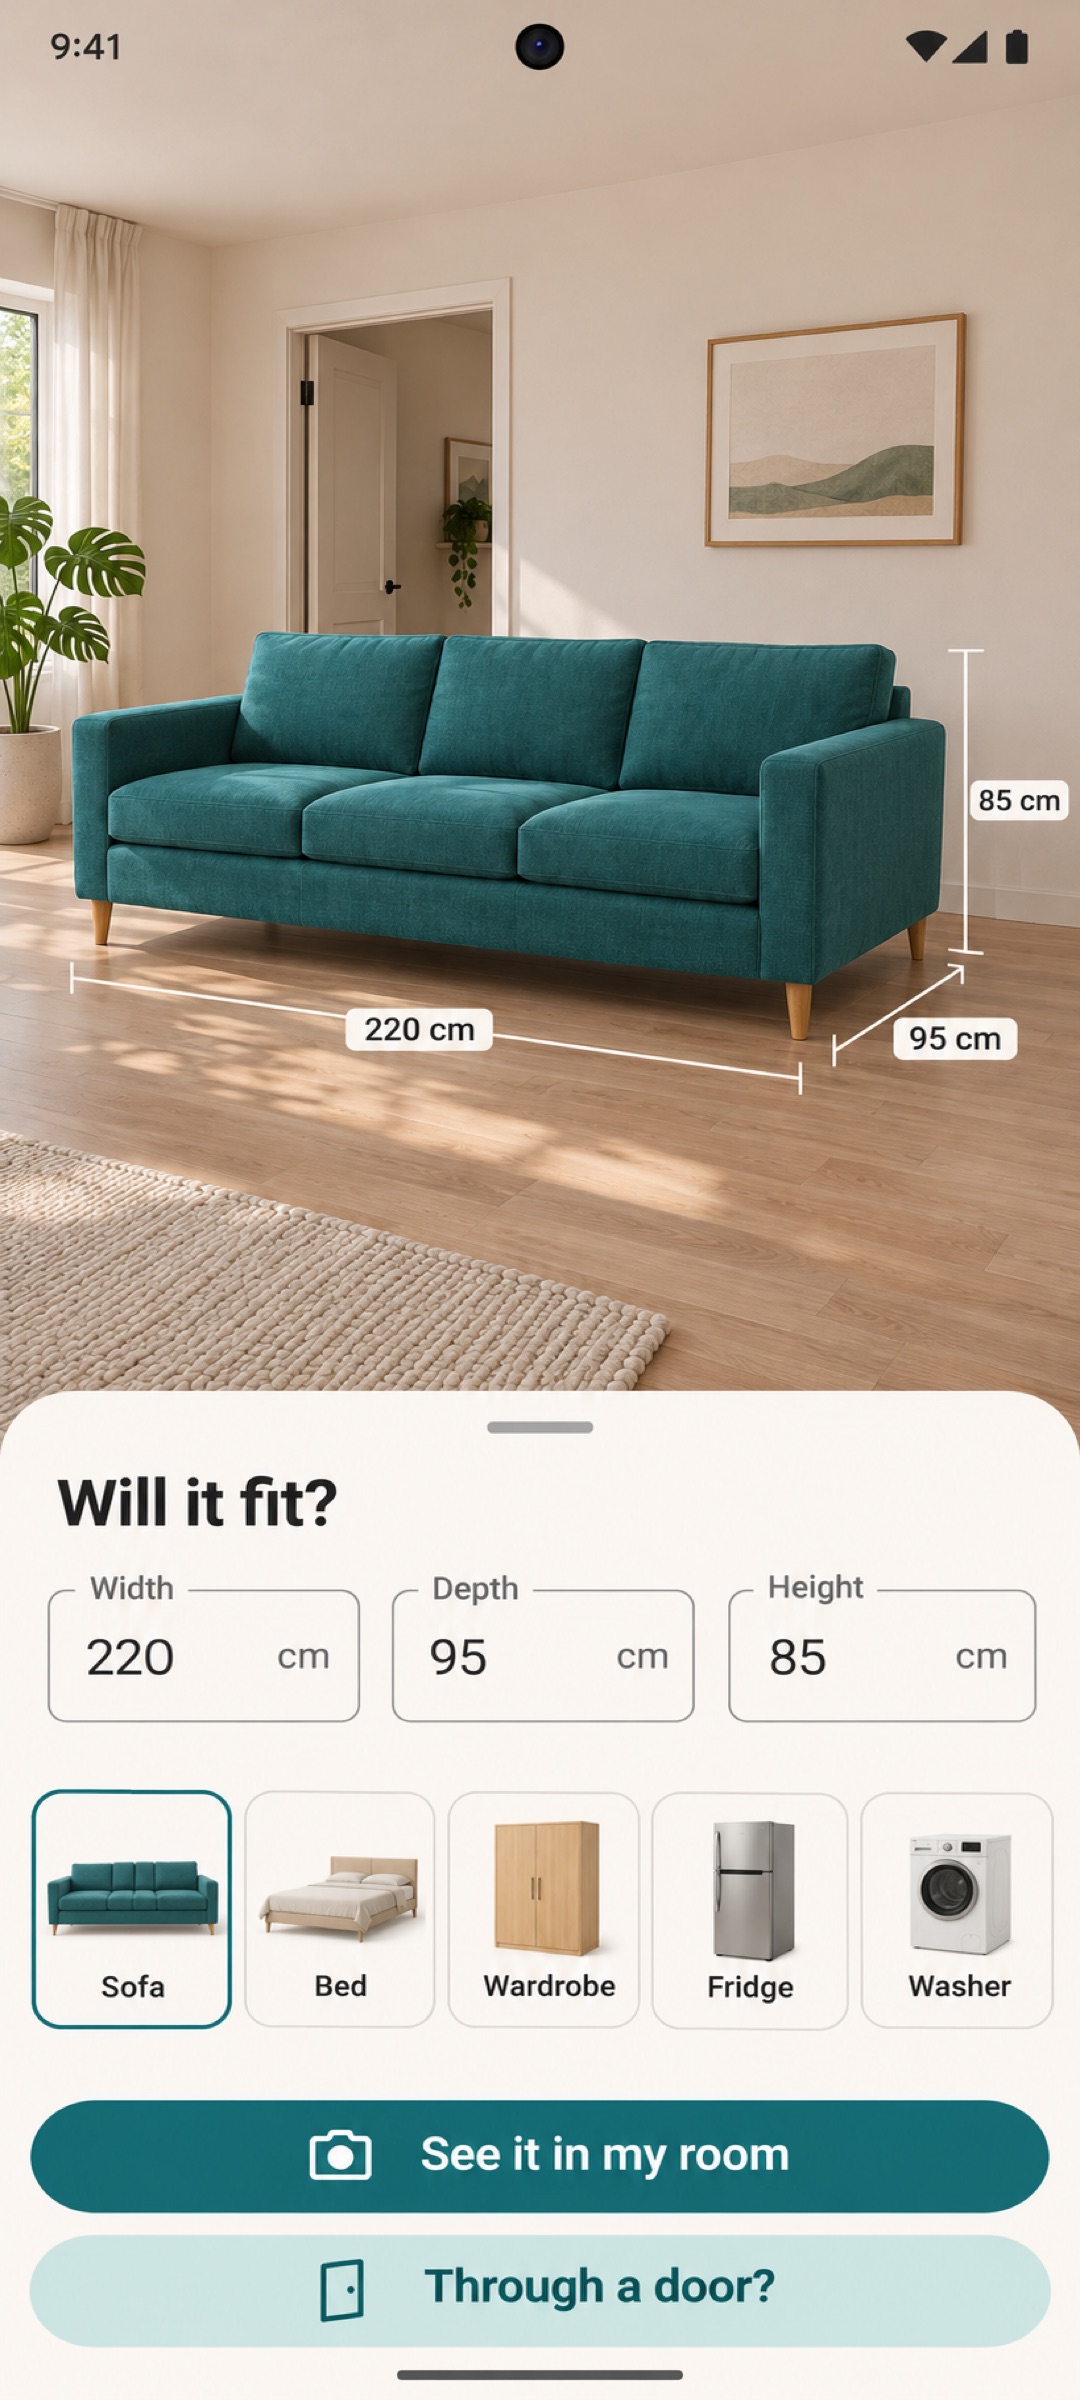 9:41
85 cm
220 cm
95 cm
Will it fit?
Width
Depth
Height
220 cm
95 cm
85 cm
Sofa
Bed
Wardrobe
Fridge
Washer
See it in my room
Through a door?